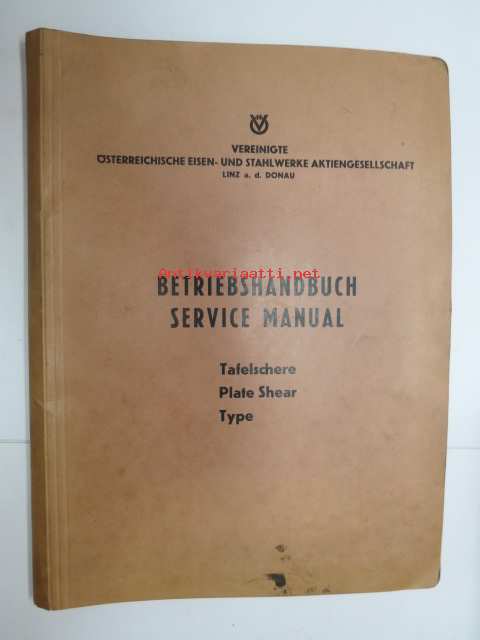 VEREINIGTE
ÖSTERREICHISCHE EISEN- UND STAHLWERKE AKTIENGESELLSCHAFT
LINZ a. d. DONAU
Antikvariaatti.net
BETRIEBSHANDBUCH
SERVICE MANUAL
Tafelschere
Plate Shear
Type